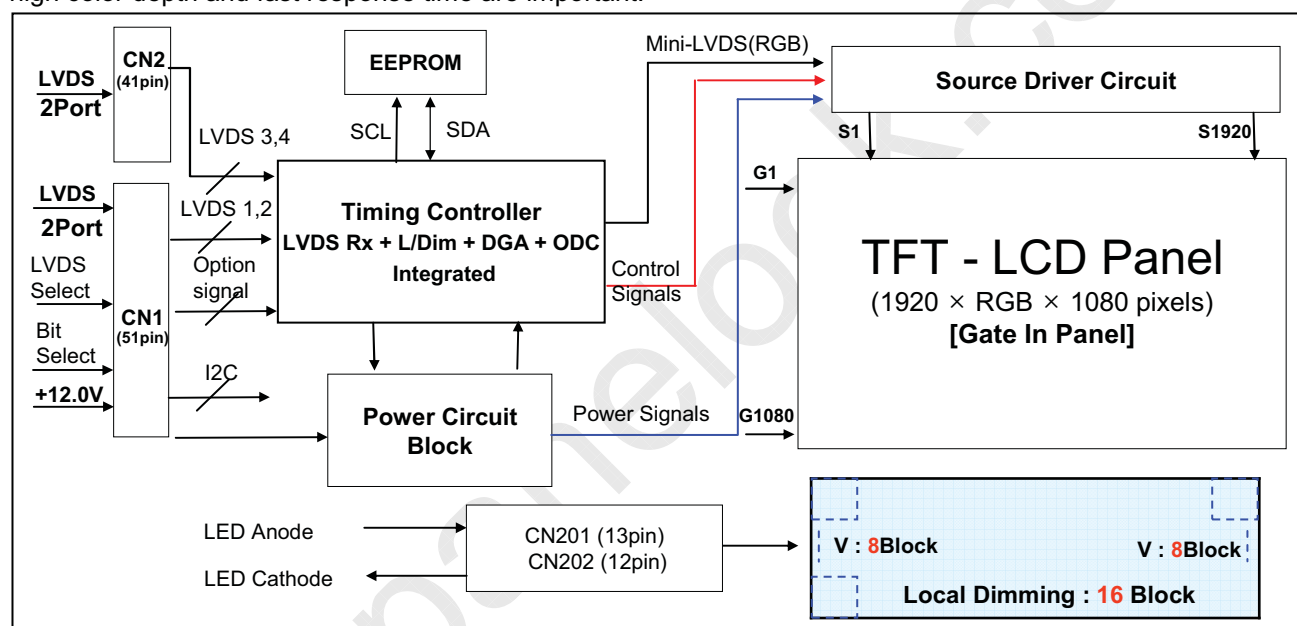 high color depth and fast response time are important.
CN2
(41pin)
LVDS
2Port
EEPROM
Mini-LVDS(RGB)
Source Driver Circuit
SCL
SDA
S1
S1920
LVDS 3,4
G1
LVDS
2Port
LVDS 1,2
Timing Controller
LVDS Rx + L/Dim + DGA + ODC
Integrated
TFT - LCD Panel
(1920 × RGB × 1080 pixels)
[Gate In Panel]
LVDS
Select
Option
signal
Control
Signals
CN1
(51pin)
Bit
Select
+12.0V
I2C
Power Circuit
Block
Power Signals
G1080
LED Anode
LED Cathode
CN201 (13pin)
CN202 (12pin)
V : 8Block
V : 8Block
Local Dimming : 16 Block